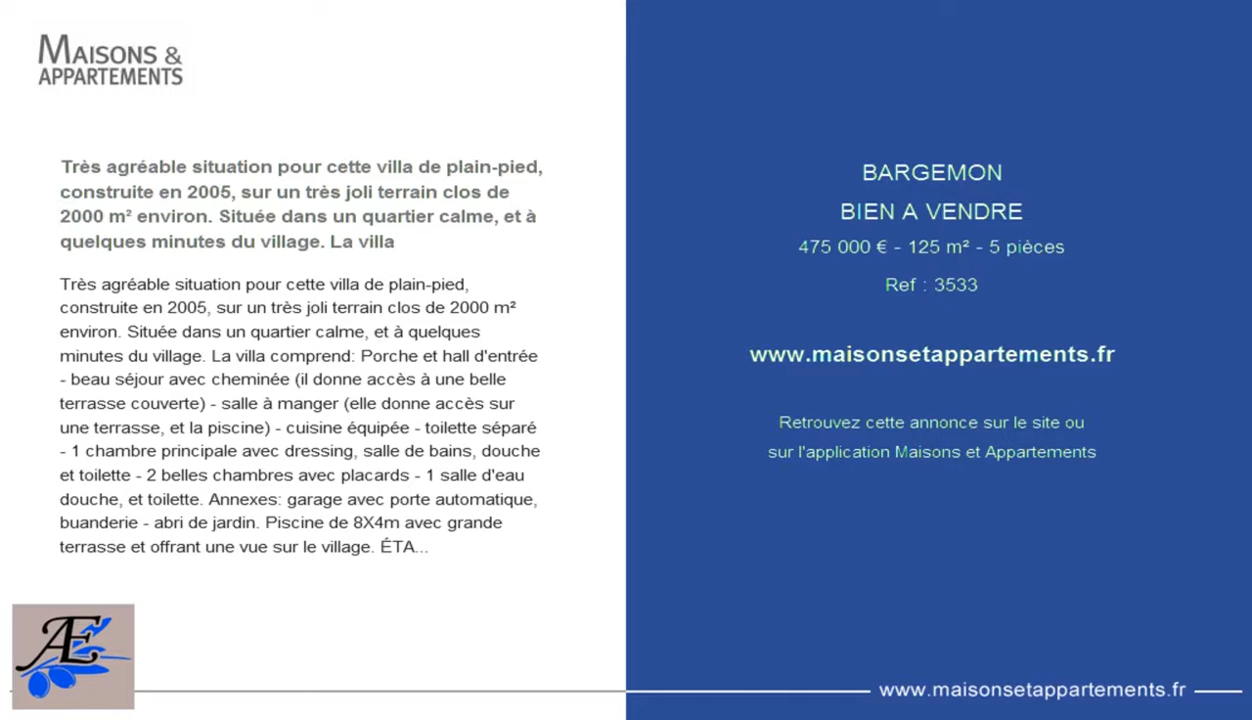 MAISONS &
APPARTEMENTS
Très agréable situation pour cette villa de plain-pied,
construite en 2005, sur un très joli terrain clos de
2000 m² environ. Située dans un quartier calme, et à
quelques minutes du village. La villa
Très agréable situation pour cette villa de plain-pied,
construite en 2005, sur un très joli terrain clos de 2000 m²
environ. Située dans un quartier calme, et à quelques
minutes du village. La villa comprend: Porche et hall d'entrée
- beau séjour avec cheminée (il donne accès à une belle
terrasse couverte) - salle à manger (elle donne accès sur
une terrasse, et la piscine) - cuisine équipée - toilette séparé
- 1 chambre principale avec dressing, salle de bains, douche
et toilette - 2 belles chambres avec placards - 1 salle d'eau
douche, et toilette. Annexes: garage avec porte automatique,
buanderie - abri de jardin. Piscine de 8X4m avec grande
terrasse et offrant une vue sur le village. ÉTA...
Æ
BARGEMON
BIEN A VENDRE
475 000 € - 125 m² - 5 pièces
Ref : 3533
www.maisonsetappartements.fr
Retrouvez cette annonce sur le site ou
sur l'application Maisons et Appartements
www.maisonsetappartements.fr